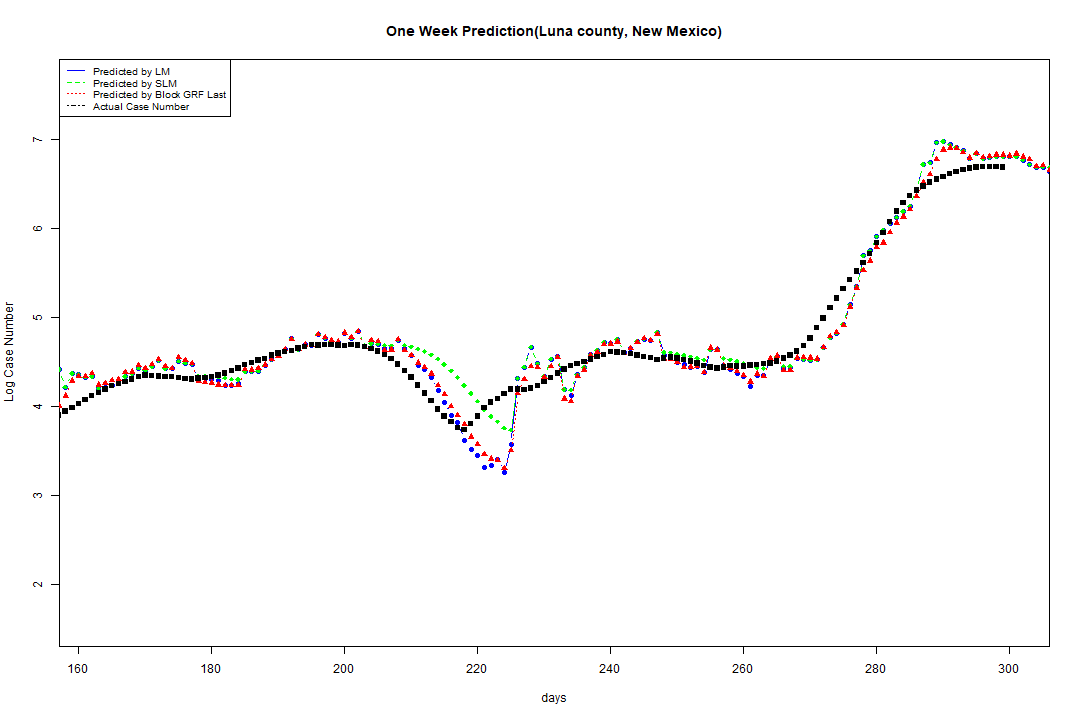 One Week Prediction(Luna county, New Mexico)
Predicted by LM
Predicted by SLM
Predicted by Block GRF Last
Actual Case Number
7
6
5
4
3
2
Log Case Number
160 180 200 220 240 260 280 300
days